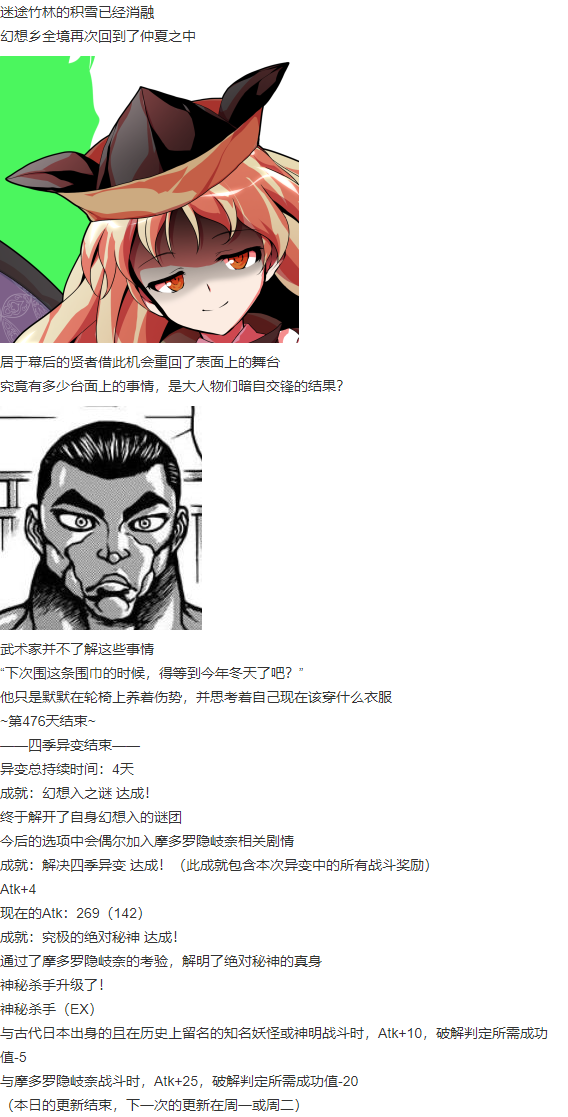 迷途竹林的积雪已经消融
幻想乡全境再次回到了仲夏之中
居于幕后的贤者借此机会重回了表面上的舞台
究竟有多少台面上的事情，是大人物们暗自交锋的结果？
武术家并不了解这些事情
“下次围这条围巾的时候，得等到今年冬天了吧？”
他只是默默在轮椅上养着伤势，并思考着自己现在该穿什么衣服
~第476天结束~
——四季异变结束——
异变总持续时间：4天
成就：幻想入之谜 达成！
终于解开了自身幻想入的谜团
今后的选项中会偶尔加入摩多罗隐岐奈相关剧情
成就：解决四季异变 达成！（此成就包含本次异变中的所有战斗奖励）
Atk+4
现在的Atk：269（142）
成就：究极的绝对秘神 达成！
通过了摩多罗隐岐奈的考验，解明了绝对秘神的真身
神秘杀手升级了！
神秘杀手（EX）
与古代日本出身的且在历史上留名的知名妖怪或神明战斗时，Atk+10，破解判定所需成功
值-5
与摩多罗隐岐奈战斗时，Atk+25，破解判定所需成功值-20
（本日的更新结束，下一次的更新在周一或周二）